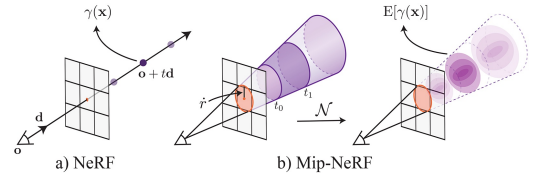 γ(x)
o + td
d
o
a) NeRF
ṙ
t₀
t₁
𝒩
E[γ(x)]
b) Mip-NeRF